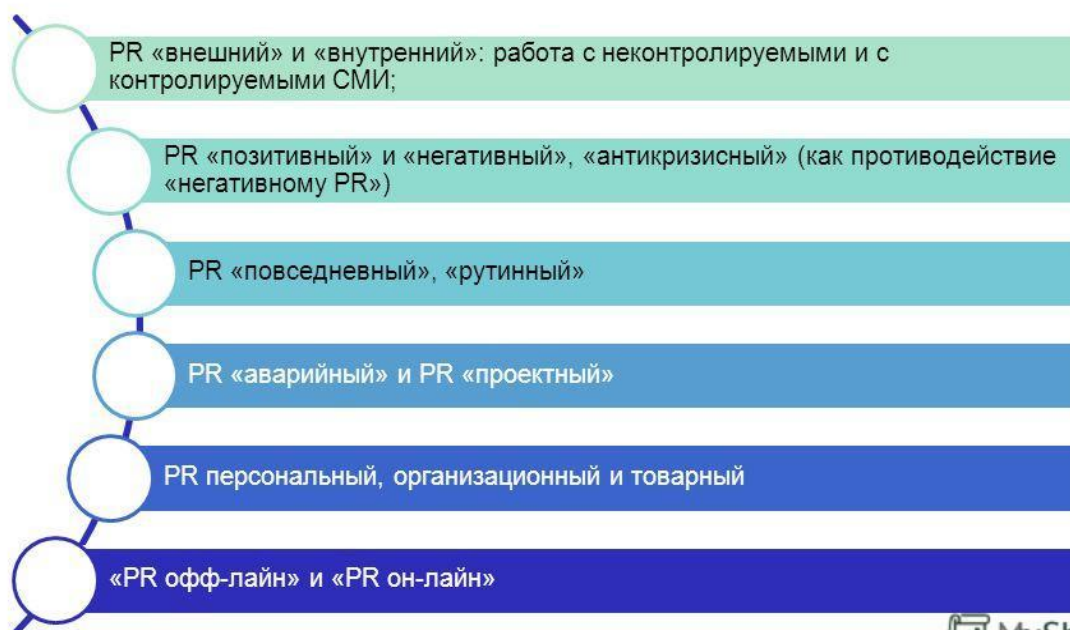 PR «внешний» и «внутренний»: работа с неконтролируемыми и с
контролируемыми СМИ;
PR «позитивный» и «негативный», «антикризисный» (как противодействие
«негативному PR»)
PR «повседневный», «рутинный»
PR «аварийный» и PR «проектный»
PR персональный, организационный и товарный
«PR офф-лайн» и «PR он-лайн»